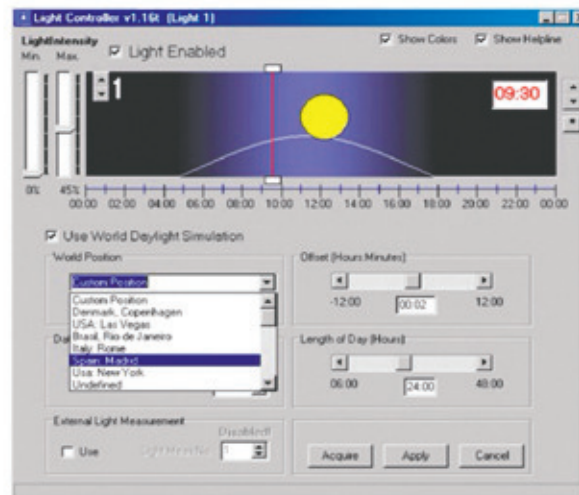 Light Controller v1.16t (Light 1)
LightIntensity
Min. Max.
Light Enabled
Show Colors
Show Helpline
1
09:30
0%
45%
00:00 02:00 04:00 06:00 08:00 10:00 12:00 14:00 16:00 18:00 20:00 22:00 00:00
Use World Daylight Simulation
World Position
Custom Position
Custom Position
Denmark, Copenhagen
USA: Las Vegas
Brasil, Rio de Janeiro
Italy: Rome
Spain: Madrid
Usa: New York
Undefined
Offset (Hours:Minutes)
-12:00
00:02
12:00
Length of Day (Hours)
06:00
24:00
48:00
External Light Measurement
Disabled!
Use
1
Acquire
Apply
Cancel